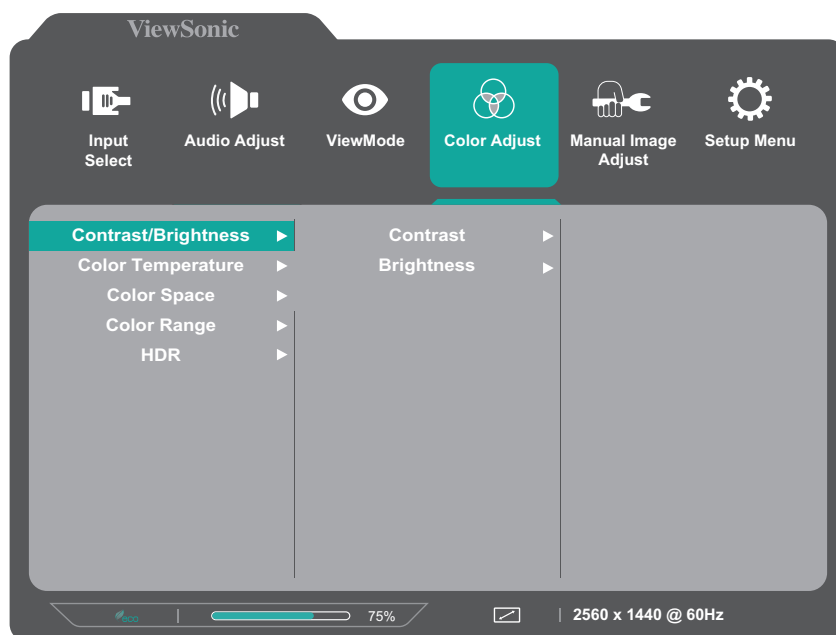 ViewSonic
Input
Select
Audio Adjust
ViewMode
Color Adjust
Manual Image
Adjust
Setup Menu
Contrast/Brightness
Color Temperature
Color Space
Color Range
HDR
Contrast
Brightness
eco
75%
2560 x 1440 @ 60Hz